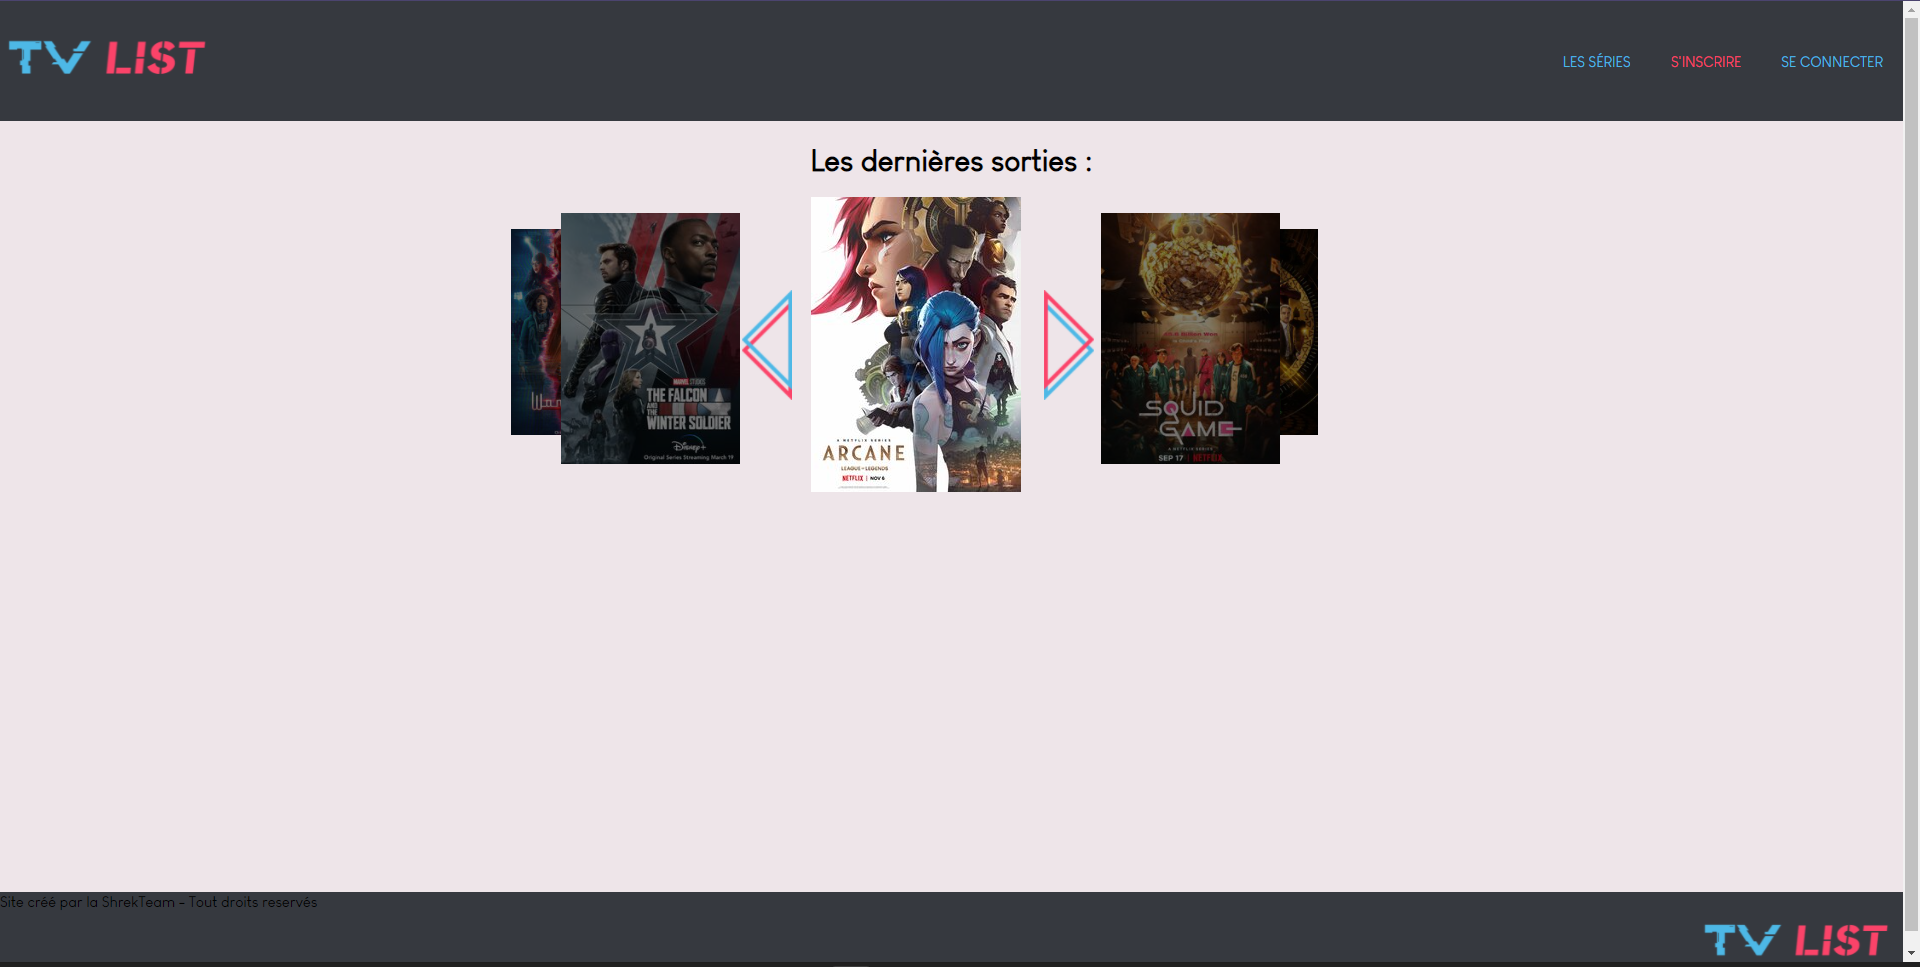 TV LIST
LES SÉRIES
S'INSCRIRE
SE CONNECTER
Les dernières sorties :
MARVEL STUDIOS
THE FALCON
AND THE
WINTER SOLDIER
Disney+
Original Series Streaming March 19
A NETFLIX SERIES
ARCANE
LEAGUE OF LEGENDS
NETFLIX | NOV 6
SQUID
GAME
A NETFLIX SERIES
SEP 17 | NETFLIX
Site créé par la ShrekTeam - Tout droits reservés
TV LIST